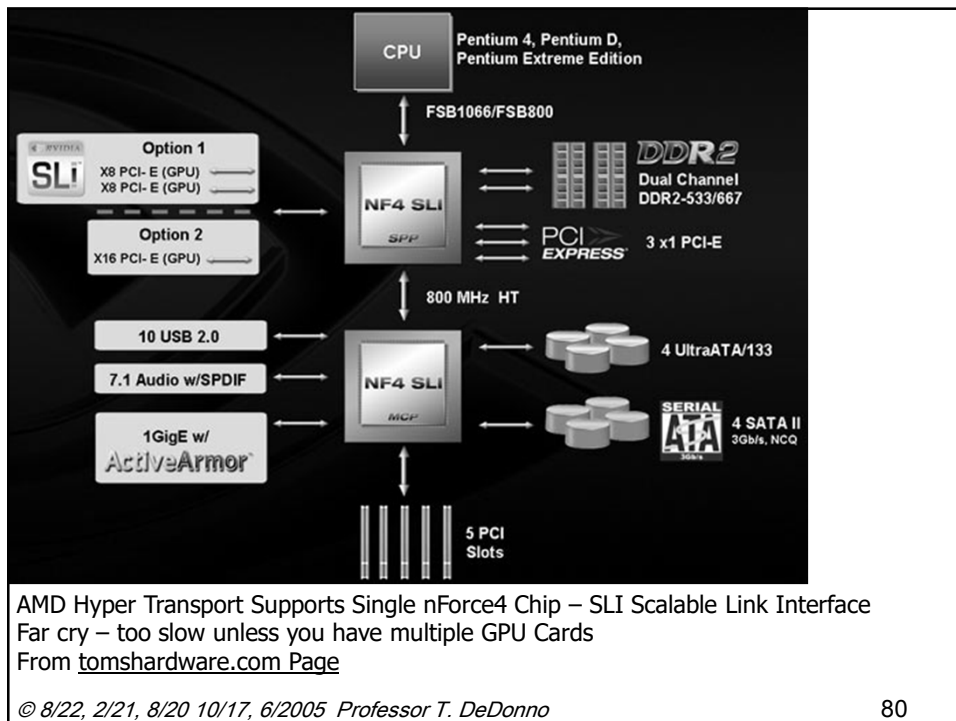 CPU
Pentium 4, Pentium D,
Pentium Extreme Edition
FSB1066/FSB800
NVIDIA
SLi
Option 1
X8 PCI- E (GPU)
X8 PCI- E (GPU)
Option 2
X16 PCI- E (GPU)
NF4 SLI
SPP
DDR2
Dual Channel
DDR2-533/667
PCI
EXPRESS
3 x1 PCI-E
800 MHz HT
10 USB 2.0
7.1 Audio w/SPDIF
1GigE w/
ActiveArmor
NF4 SLI
MCP
4 UltraATA/133
SERIAL
ATA
3Gb/s
4 SATA II
3Gb/s, NCQ
5 PCI
Slots
AMD Hyper Transport Supports Single nForce4 Chip – SLI Scalable Link Interface
Far cry – too slow unless you have multiple GPU Cards
From tomshardware.com Page
© 8/22, 2/21, 8/20 10/17, 6/2005 Professor T. DeDonno
80